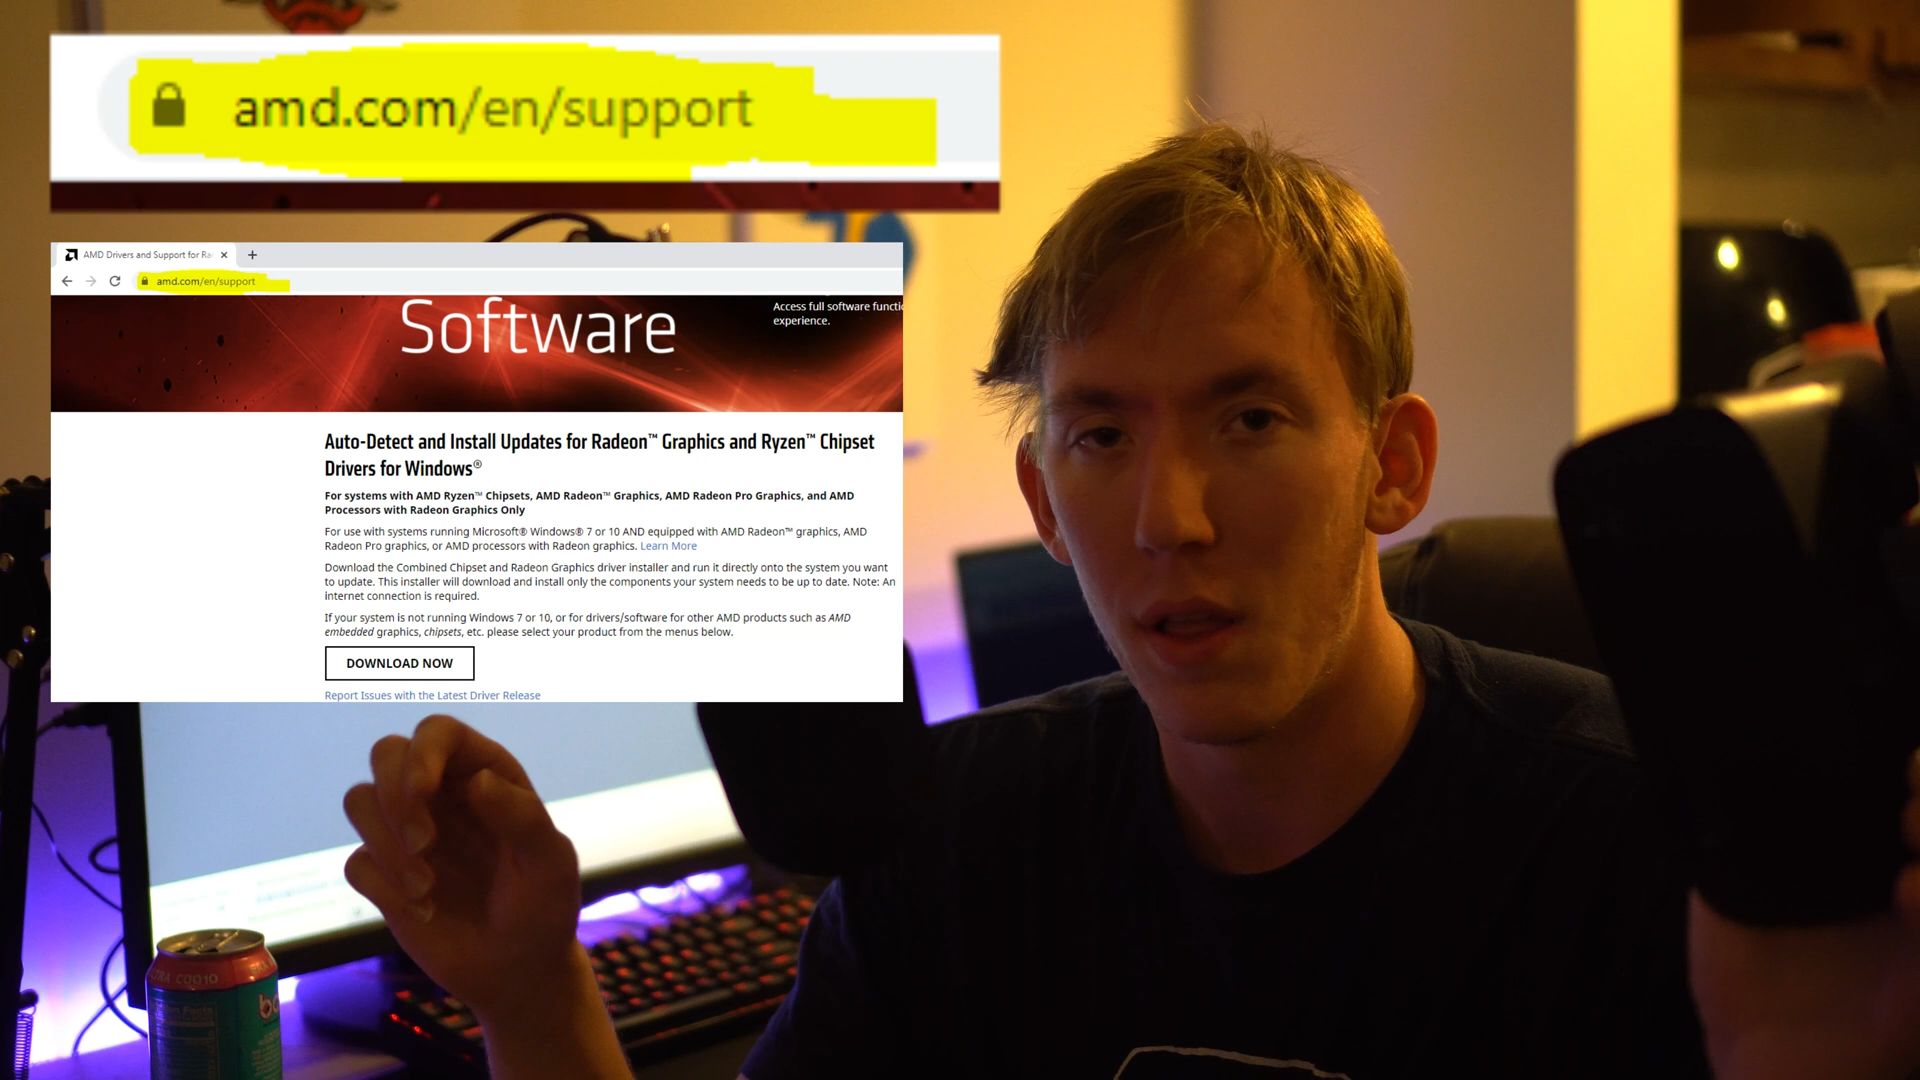 amd.com/en/support
AMD Drivers and Support for Ra
amd.com/en/support
Software
Access full software functi
experience.
Auto-Detect and Install Updates for Radeon™ Graphics and Ryzen™ Chipset
Drivers for Windows®
For systems with AMD Ryzen™ Chipsets, AMD Radeon™ Graphics, AMD Radeon Pro Graphics, and AMD
Processors with Radeon Graphics Only
For use with systems running Microsoft® Windows® 7 or 10 AND equipped with AMD Radeon™ graphics, AMD
Radeon Pro graphics, or AMD processors with Radeon graphics. Learn More
Download the Combined Chipset and Radeon Graphics driver installer and run it directly onto the system you want
to update. This installer will download and install only the components your system needs to be up to date. Note: An
internet connection is required.
If your system is not running Windows 7 or 10, or for drivers/software for other AMD products such as AMD
embedded graphics, chipsets, etc. please select your product from the menus below.
DOWNLOAD NOW
Report Issues with the Latest Driver Release